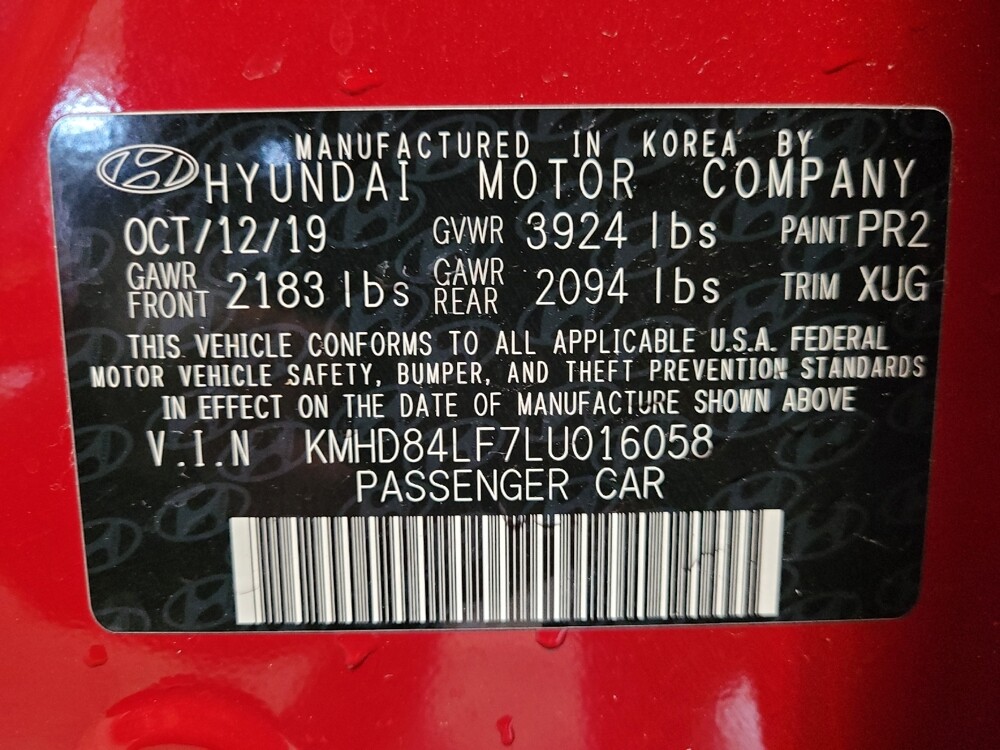 MANUFACTURED IN KOREA BY
HYUNDAI MOTOR COMPANY
OCT/12/19 GVWR 3924 lbs PAINT PR2
GAWR FRONT 2183 lbs GAWR REAR 2094 lbs TRIM XUG
THIS VEHICLE CONFORMS TO ALL APPLICABLE U.S.A. FEDERAL
MOTOR VEHICLE SAFETY, BUMPER, AND THEFT PREVENTION STANDARDS
IN EFFECT ON THE DATE OF MANUFACTURE SHOWN ABOVE
V.I.N KMHD84LF7LU016058
PASSENGER CAR